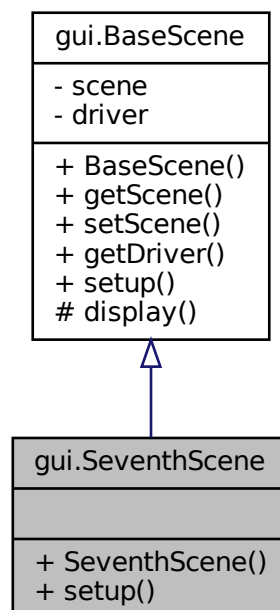 gui.BaseScene
- scene
- driver
+ BaseScene()
+ getScene()
+ setScene()
+ getDriver()
+ setup()
# display()
gui.SeventhScene
+ SeventhScene()
+ setup()